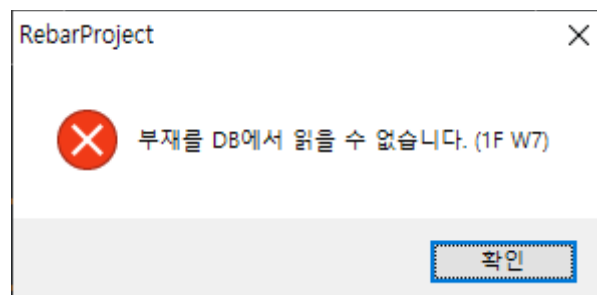 RebarProject
부재를 DB에서 읽을 수 없습니다. (1F W7)
확인